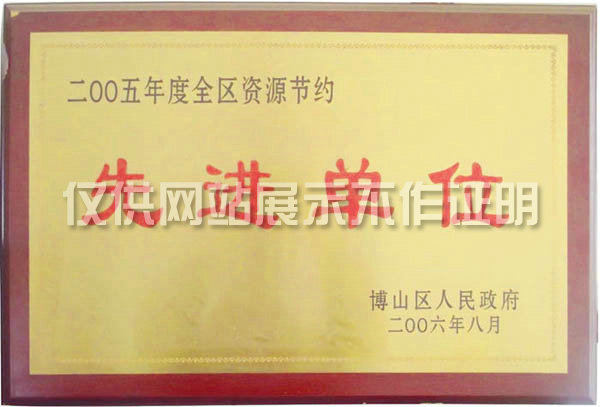 二00五年度全区资源节约
先进单位
仅供网站展示不作证明
博山区人民政府
二00六年八月